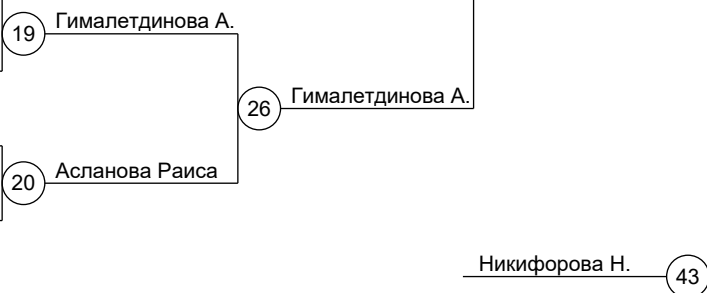 19 Гималетдинова А.
26 Гималетдинова А.
20 Асланова Раиса
Никифорова Н. 43